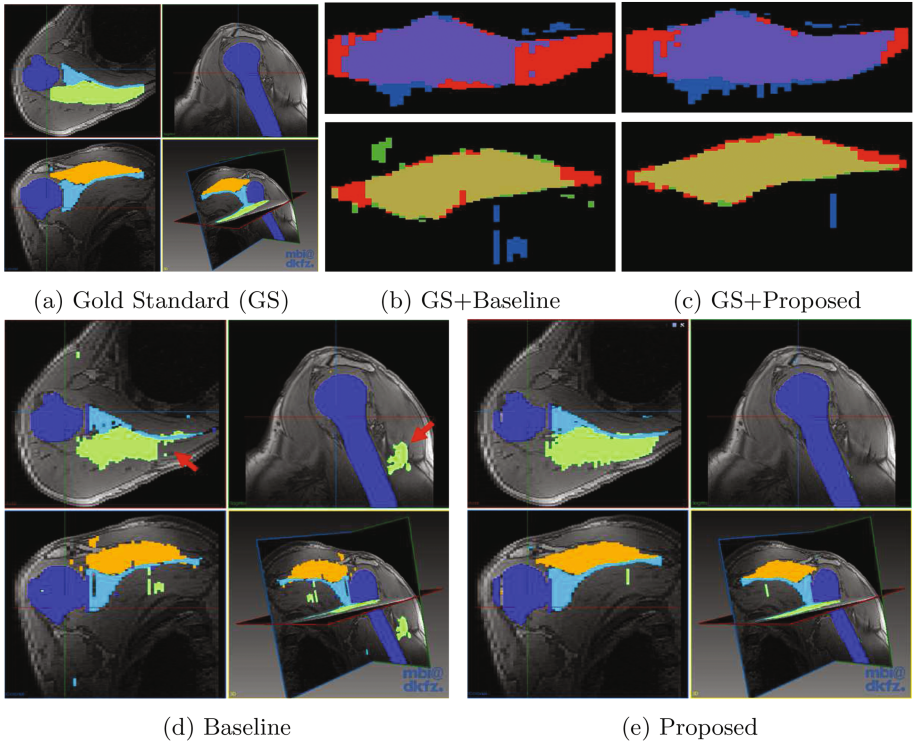 mbi@
dkfz.
(a) Gold Standard (GS)
(b) GS+Baseline
(c) GS+Proposed
mbi@
dkfz.
mbi@
dkfz.
(d) Baseline
(e) Proposed